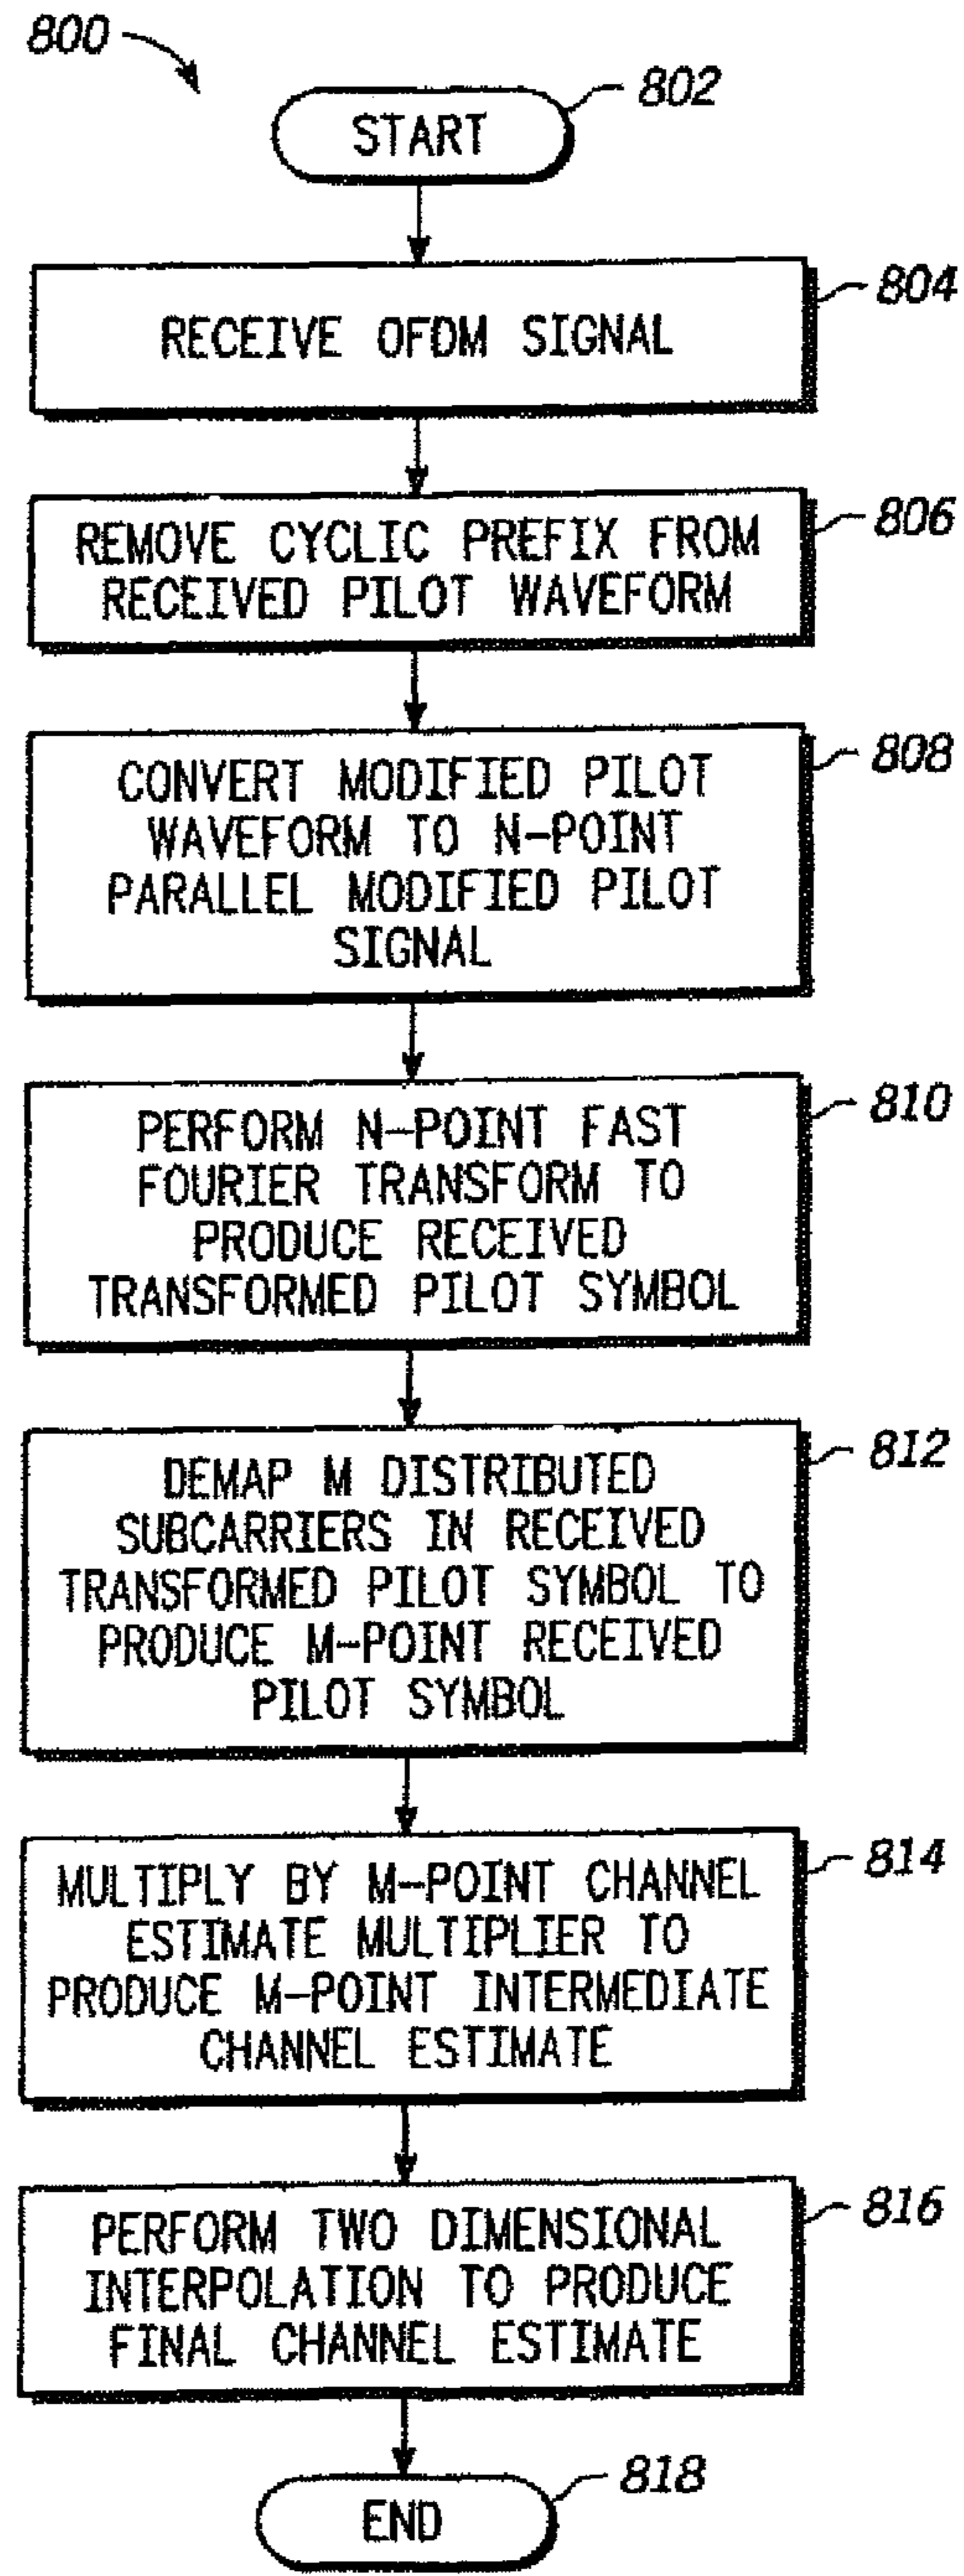 800
802
START
804
RECEIVE OFDM SIGNAL
806
REMOVE CYCLIC PREFIX FROM
RECEIVED PILOT WAVEFORM
808
CONVERT MODIFIED PILOT
WAVEFORM TO N-POINT
PARALLEL MODIFIED PILOT
SIGNAL
810
PERFORM N-POINT FAST
FOURIER TRANSFORM TO
PRODUCE RECEIVED
TRANSFORMED PILOT SYMBOL
812
DEMAP M DISTRIBUTED
SUBCARRIERS IN RECEIVED
TRANSFORMED PILOT SYMBOL TO
PRODUCE M-POINT RECEIVED
PILOT SYMBOL
814
MULTIPLY BY M-POINT CHANNEL
ESTIMATE MULTIPLIER TO
PRODUCE M-POINT INTERMEDIATE
CHANNEL ESTIMATE
816
PERFORM TWO DIMENSIONAL
INTERPOLATION TO PRODUCE
FINAL CHANNEL ESTIMATE
818
END